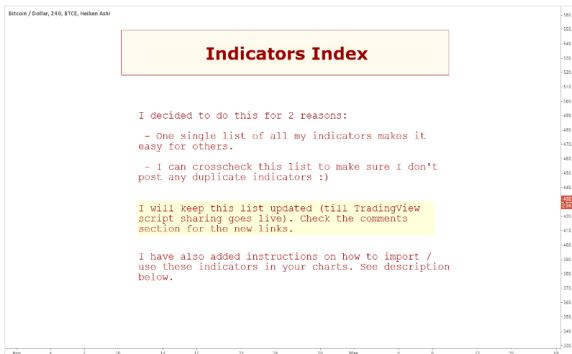 Bitcoin / Dollar, 240, BTCE, Heiken Ashi
Indicators Index
I decided to do this for 2 reasons:
- One single list of all my indicators makes it
easy for others.
- I can crosscheck this list to make sure I don't
post any duplicate indicators :)
I will keep this list updated (till TradingView
script sharing goes live). Check the comments
section for the new links.
I have also added instructions on how to import /
use these indicators in your charts. See description
below.